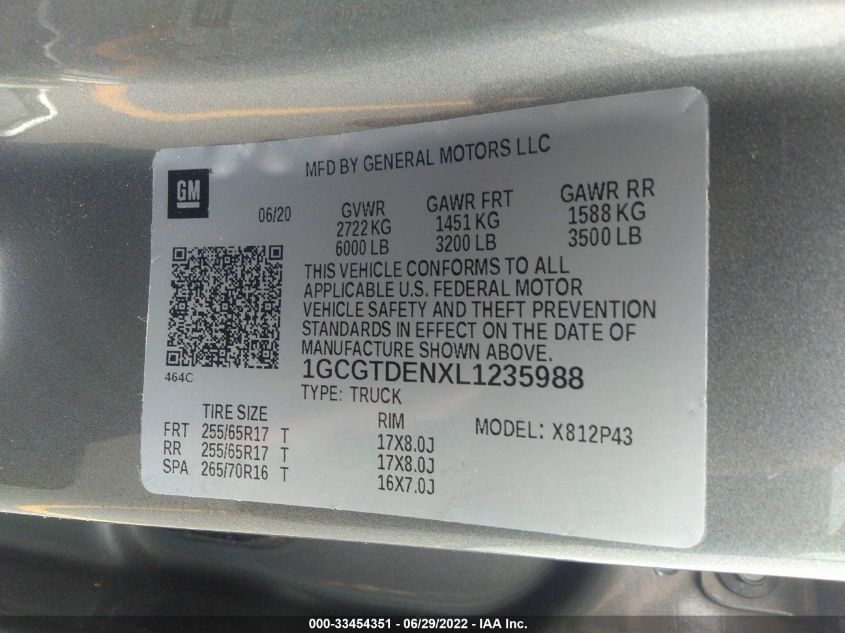 MFD BY GENERAL MOTORS LLC
GM
06/20
GVWR GAWR FRT GAWR RR
2722 KG 1451 KG 1588 KG
6000 LB 3200 LB 3500 LB
THIS VEHICLE CONFORMS TO ALL
APPLICABLE U.S. FEDERAL MOTOR
VEHICLE SAFETY AND THEFT PREVENTION
STANDARDS IN EFFECT ON THE DATE OF
MANUFACTURE SHOWN ABOVE.
464C
1GCGTDENXL1235988
TYPE: TRUCK
TIRE SIZE RIM
MODEL: X812P43
FRT 255/65R17 T 17X8.0J
RR 255/65R17 T 17X8.0J
SPA 265/70R16 T 16X7.0J
000-33454351 - 06/29/2022 - IAA Inc.